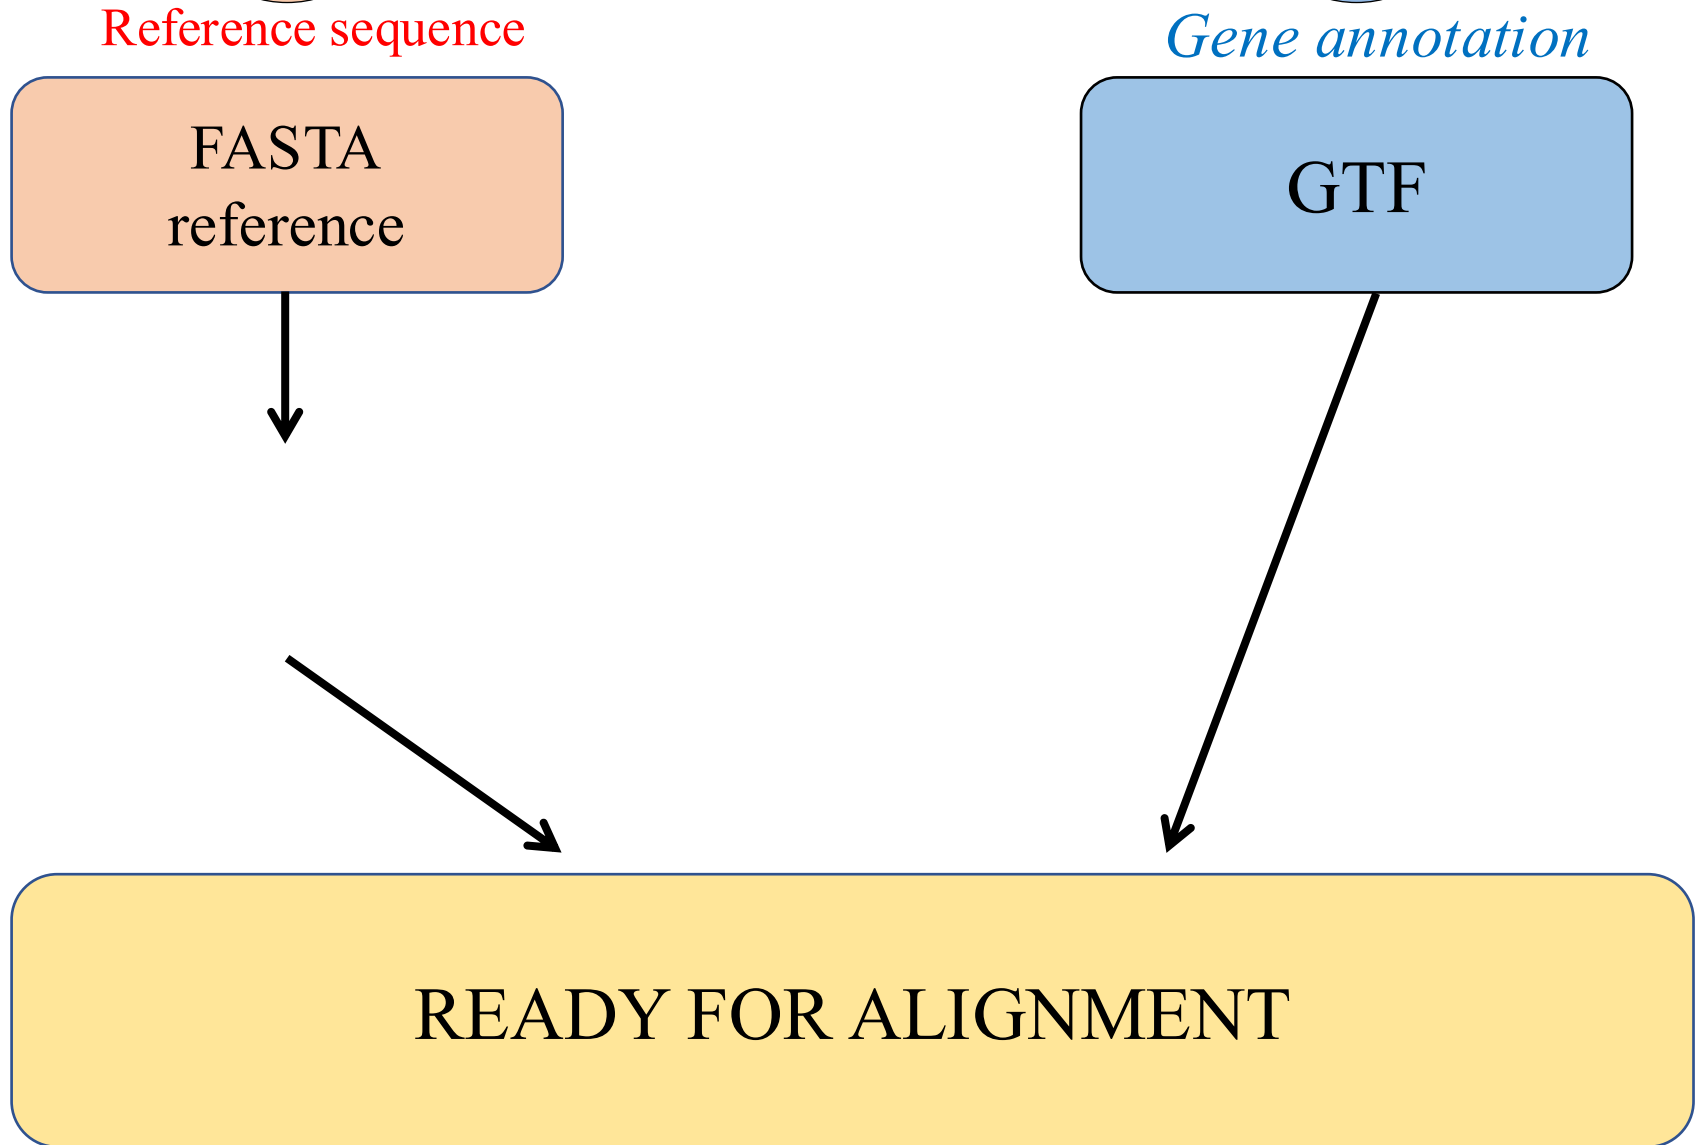 Reference sequence
Gene annotation
FASTA
reference
GTF
READY FOR ALIGNMENT